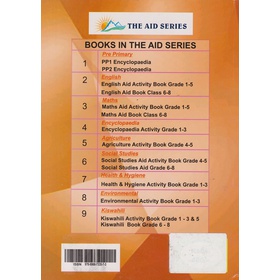 THE AID SERIES
BOOKS IN THE AID SERIES
Pre Primary
1 PP1 Encyclopaedia
PP2 Encyclopaedia
English
2 English Aid Activity Book Grade 1-5
English Aid Book Class 6-8
Maths
3 Maths Aid Activity Book Grade 1-5
Maths Aid Book Class 6-8
Encyclopaedia
4 Encyclopaedia Activity Grade 1-3
Agriculture
5 Agriculture Activity Book Grade 4-5
Social Studies
6 Social Studies Aid Activity Grade 4-5
Social Studies Aid Book Class 6-8
Health & Hygiene
7 Health & Hygiene Activity Book Grade 1-3
Environmental
8 Environmental Activity Book Grade 1-3
Kiswahili
9 Kiswahili Activity Book Grade 1 - 3 & 5
Kiswahili Book Grade 6 - 8
ISBN